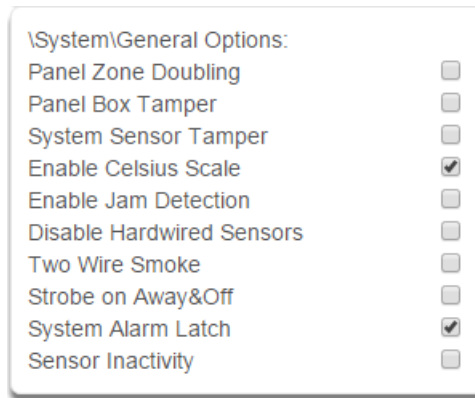 \System\General Options:
Panel Zone Doubling
Panel Box Tamper
System Sensor Tamper
Enable Celsius Scale
Enable Jam Detection
Disable Hardwired Sensors
Two Wire Smoke
Strobe on Away&Off
System Alarm Latch
Sensor Inactivity